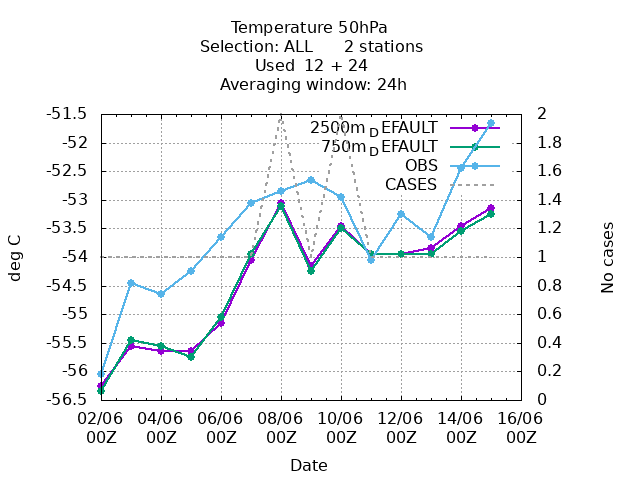 Temperature 50hPa
Selection: ALL      2 stations
Used  12 + 24
Averaging window: 24h
-51.5
-52
-52.5
-53
-53.5
-54
-54.5
-55
-55.5
-56
-56.5
2
1.8
1.6
1.4
1.2
1
0.8
0.6
0.4
0.2
0
2500m_DEFAULT
750m_DEFAULT
OBS
CASES
deg C
No cases
02/06 04/06 06/06 08/06 10/06 12/06 14/06 16/06
00Z 00Z 00Z 00Z 00Z 00Z 00Z 00Z
Date